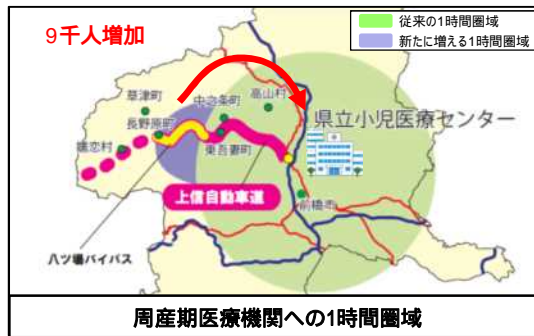 9千人増加
従来の1時間圏域
新たに増える1時間圏域
草津町
中之条町
高山村
長野原町
県立小児医療センター
嬬恋村
東吾妻町
上信自動車道
前橋市
八ツ場バイパス
周産期医療機関への1時間圏域